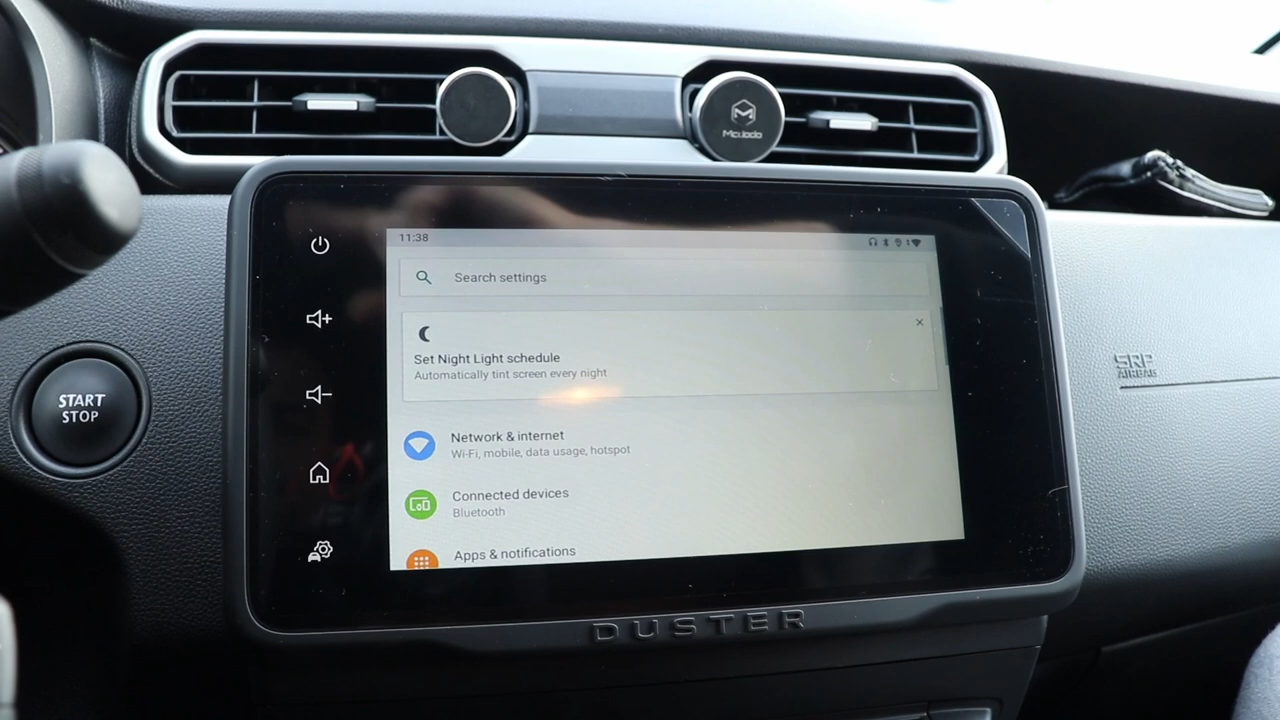 Mcdodo
11:38
Search settings
Set Night Light schedule
Automatically tint screen every night
START
STOP
Network & internet
Wi-Fi, mobile, data usage, hotspot
Connected devices
Bluetooth
Apps & notifications
DUSTER
SRP
AIRBAG